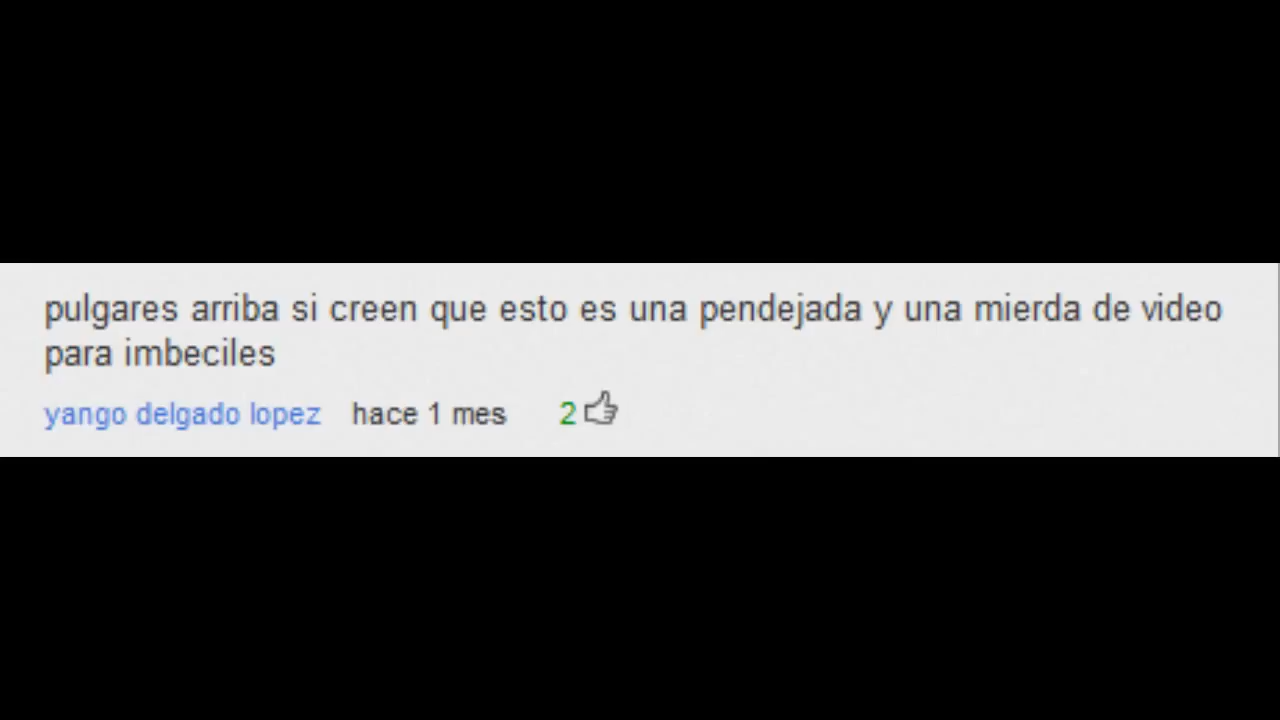 pulgares arriba si creen que esto es una pendejada y una mierda de video
para imbeciles
yango delgado lopez hace 1 mes 2